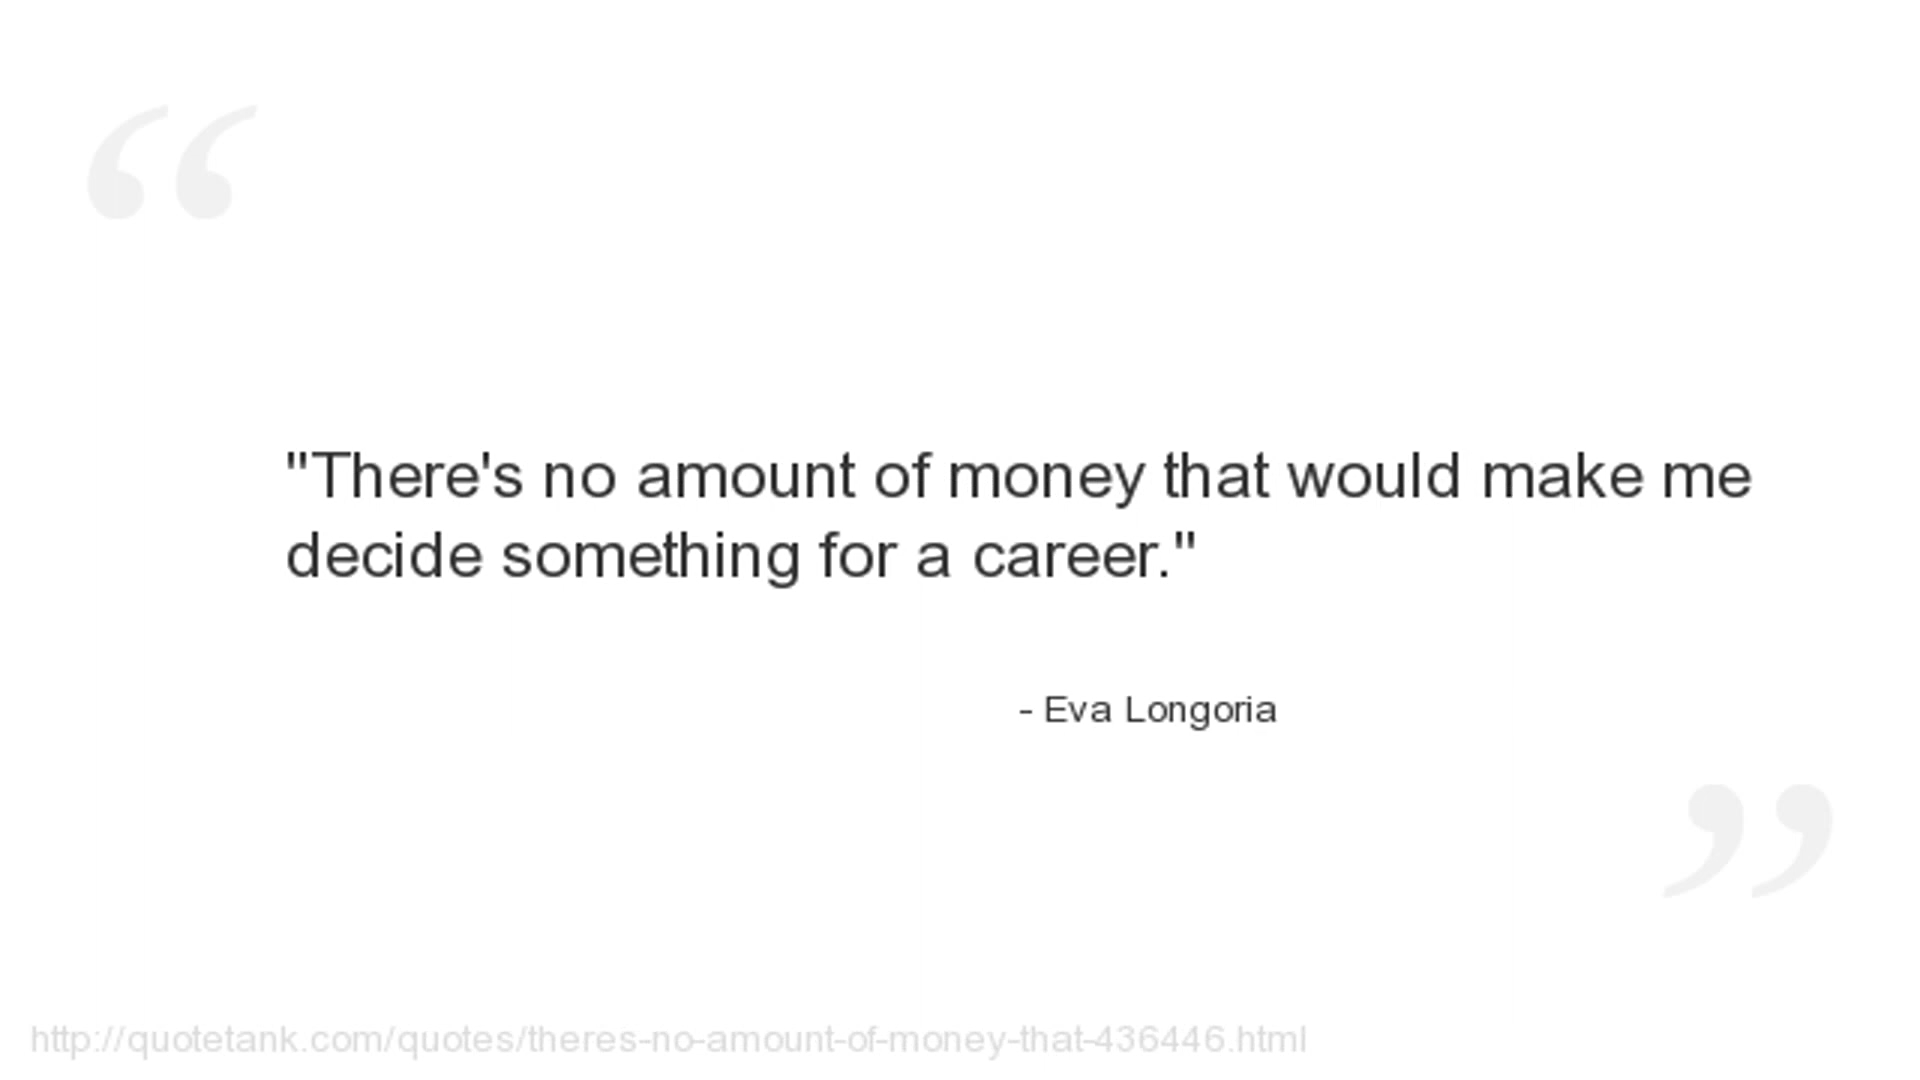 "There's no amount of money that would make me
decide something for a career."
- Eva Longoria
http://quotetank.com/quotes/theres-no-amount-of-money-that-436446.html